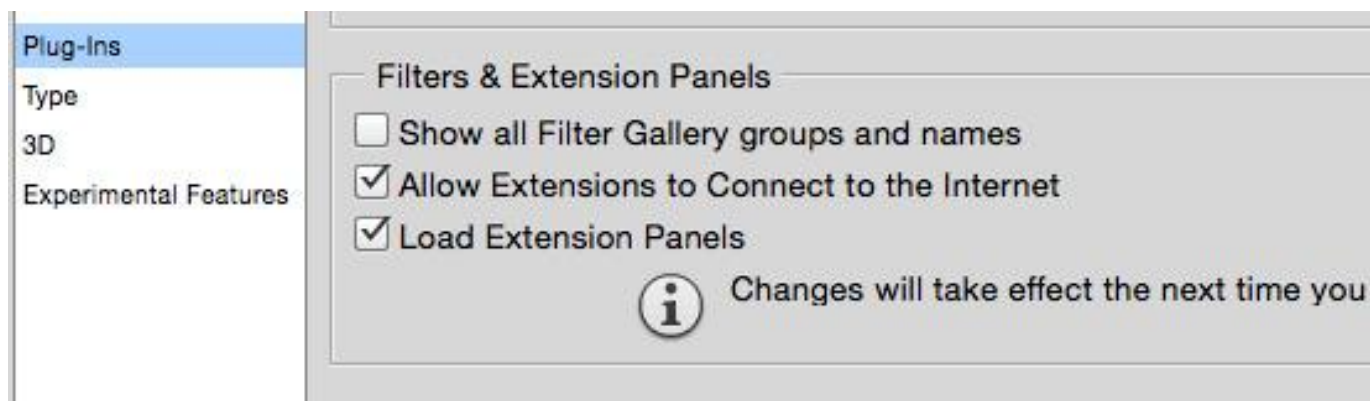 Plug-Ins
Type
3D
Experimental Features
Filters & Extension Panels
Show all Filter Gallery groups and names
Allow Extensions to Connect to the Internet
Load Extension Panels
Changes will take effect the next time you